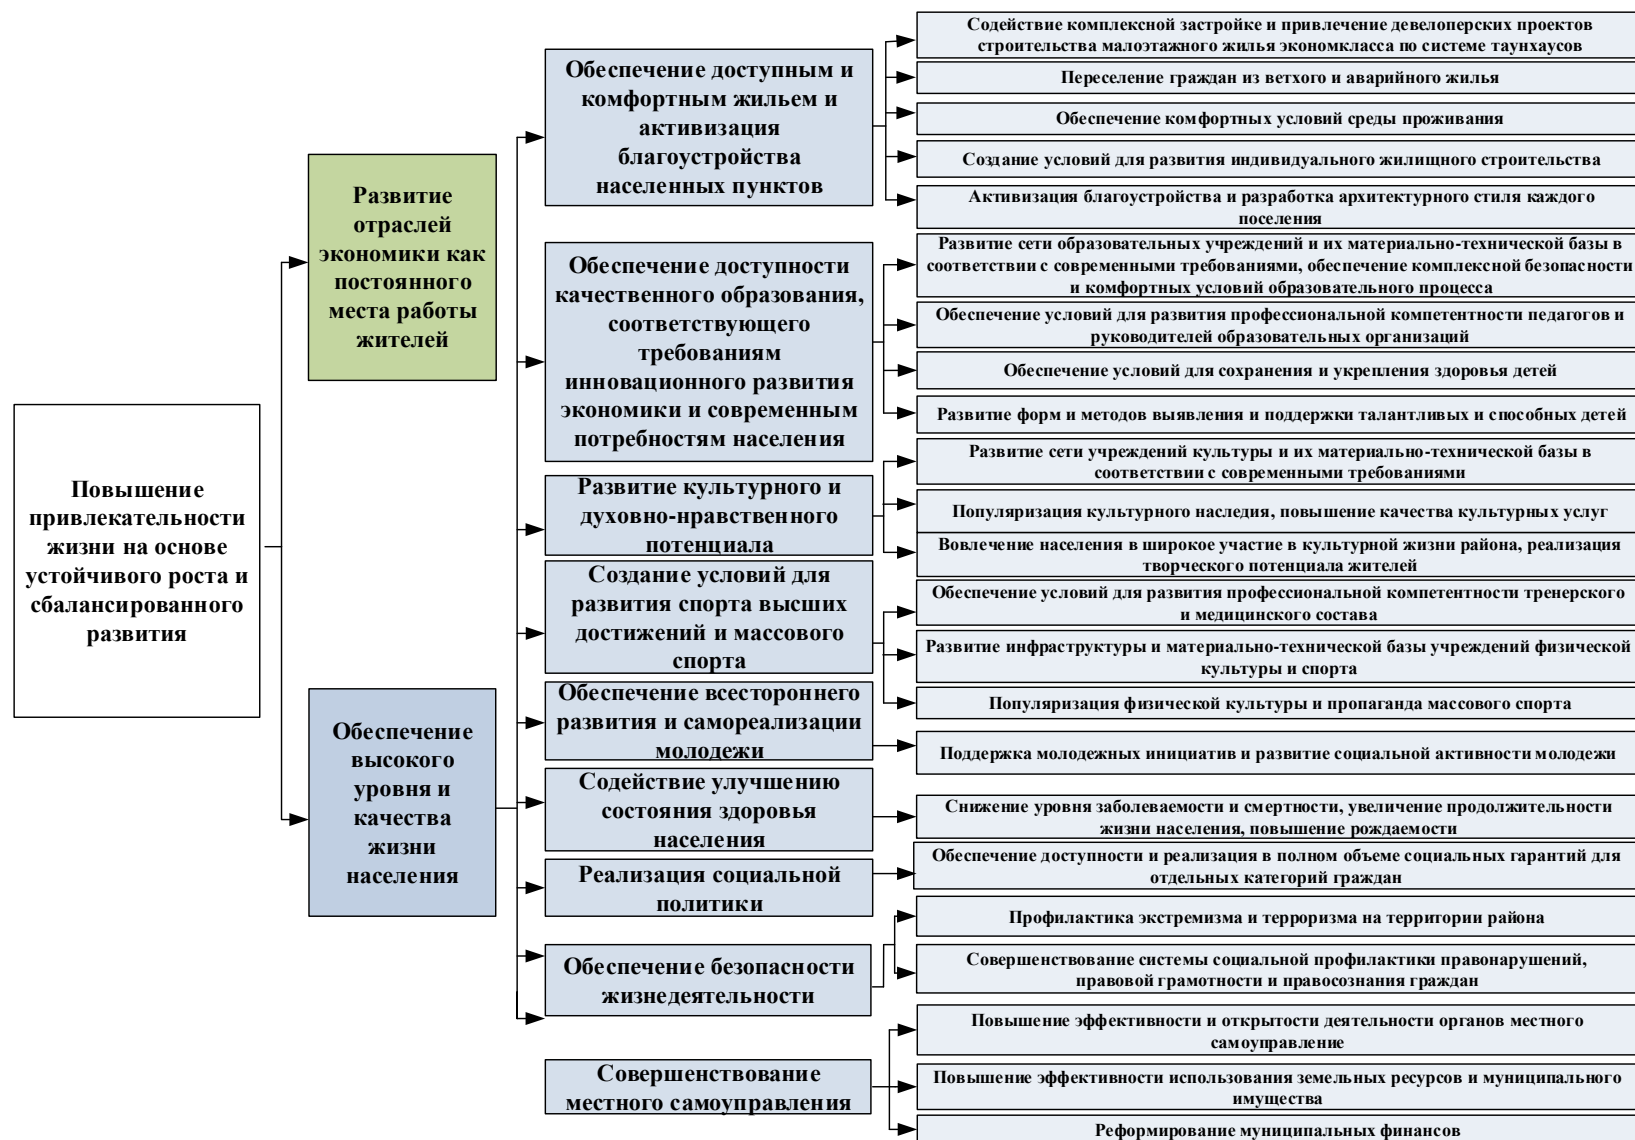 Повышение
привлекательности
жизни на основе
устойчивого роста и
сбалансированного
развития
Развитие
отраслей
экономики как
постоянного
места работы
жителей
Обеспечение
высокого
уровня и
качества
жизни
населения
Обеспечение доступным и
комфортным жильем и
активизация
благоустройства
населенных пунктов
Содействие комплексной застройке и привлечение девелоперских проектов
строительства малоэтажного жилья экономкласса по системе таунхаусов
Переселение граждан из ветхого и аварийного жилья
Обеспечение комфортных условий среды проживания
Создание условий для развития индивидуального жилищного строительства
Активизация благоустройства и разработка архитектурного стиля каждого
поселения
Обеспечение доступности
качественного образования,
соответствующего
требованиям
инновационного развития
экономики и современным
потребностям населения
Развитие сети образовательных учреждений и их материально-технической базы в
соответствии с современными требованиями, обеспечение комплексной безопасности
и комфортных условий образовательного процесса
Обеспечение условий для развития профессиональной компетентности педагогов и
руководителей образовательных организаций
Обеспечение условий для сохранения и укрепления здоровья детей
Развитие форм и методов выявления и поддержки талантливых и способных детей
Развитие культурного и
духовно-нравственного
потенциала
Развитие сети учреждений культуры и их материально-технической базы в
соответствии с современными требованиями
Популяризация культурного наследия, повышение качества культурных услуг
Вовлечение населения в широкое участие в культурной жизни района, реализация
творческого потенциала жителей
Создание условий для
развития спорта высших
достижений и массового
спорта
Обеспечение условий для развития профессиональной компетентности тренерского
и медицинского состава
Развитие инфраструктуры и материально-технической базы учреждений физической
культуры и спорта
Популяризация физической культуры и пропаганда массового спорта
Обеспечение всестороннего
развития и самореализации
молодежи
Поддержка молодежных инициатив и развитие социальной активности молодежи
Содействие улучшению
состояния здоровья
населения
Снижение уровня заболеваемости и смертности, увеличение продолжительности
жизни населения, повышение рождаемости
Реализация социальной
политики
Обеспечение доступности и реализация в полном объеме социальных гарантий для
отдельных категорий граждан
Обеспечение безопасности
жизнедеятельности
Профилактика экстремизма и терроризма на территории района
Совершенствование системы социальной профилактики правонарушений,
правовой грамотности и правосознания граждан
Совершенствование
местного самоуправления
Повышение эффективности и открытости деятельности органов местного
самоуправление
Повышение эффективности использования земельных ресурсов и муниципального
имущества
Реформирование муниципальных финансов